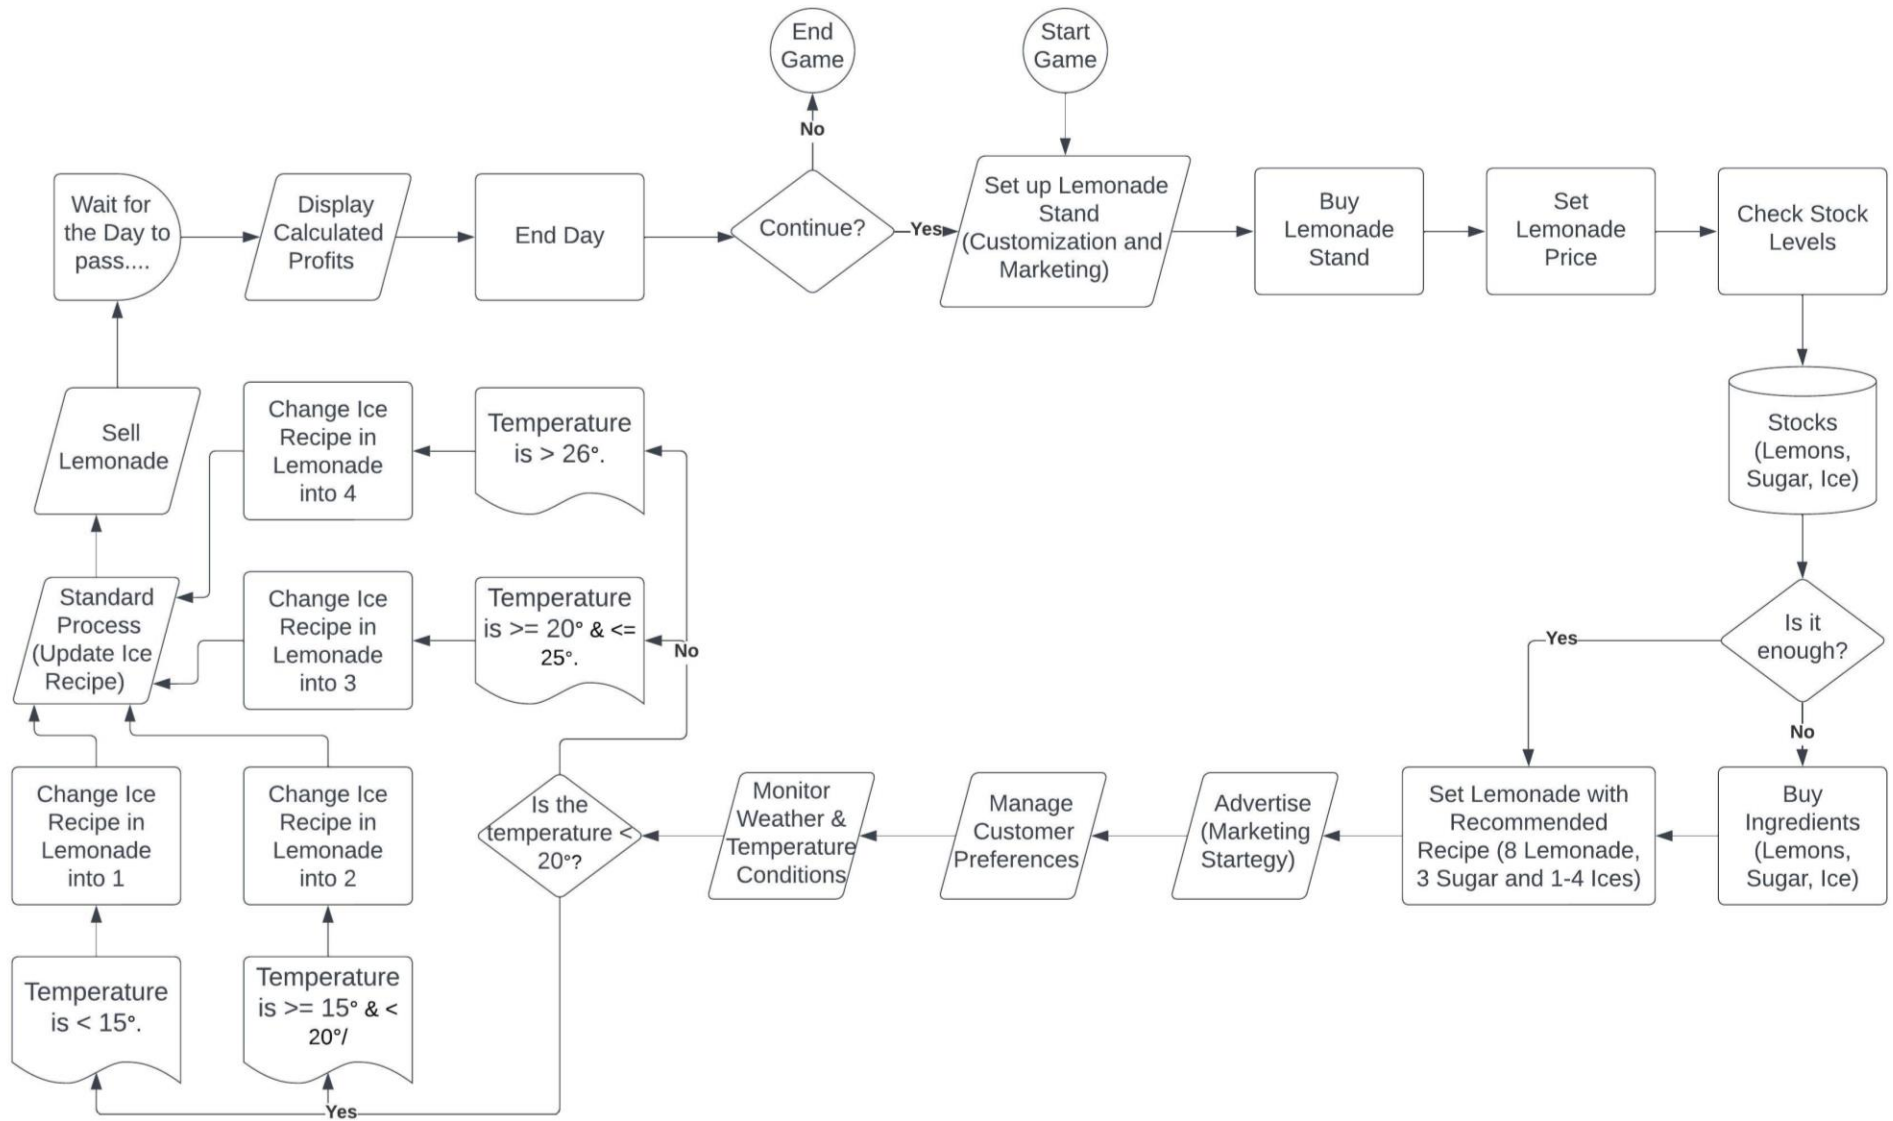 End
Game
Start
Game
No
Wait for
the Day to
pass....
Display
Calculated
Profits
End Day
Continue?
Yes
Set up Lemonade
Stand
(Customization and
Marketing)
Buy
Lemonade
Stand
Set
Lemonade
Price
Check Stock
Levels
Sell
Lemonade
Change Ice
Recipe in
Lemonade
into 4
Temperature
is > 26°.
Stocks
(Lemons,
Sugar, Ice)
Standard
Process
(Update Ice
Recipe)
Change Ice
Recipe in
Lemonade
into 3
Temperature
is >= 20° & <=
25°.
No
Yes
Is it
enough?
No
Change Ice
Recipe in
Lemonade
into 1
Change Ice
Recipe in
Lemonade
into 2
Is the
temperature <
20°?
Monitor
Weather &
Temperature
Conditions
Manage
Customer
Preferences
Advertise
(Marketing
Startegy)
Set Lemonade with
Recommended
Recipe (8 Lemonade,
3 Sugar and 1-4 Ices)
Buy
Ingredients
(Lemons,
Sugar, Ice)
Temperature
is < 15°.
Temperature
is >= 15° & <
20°/
Yes